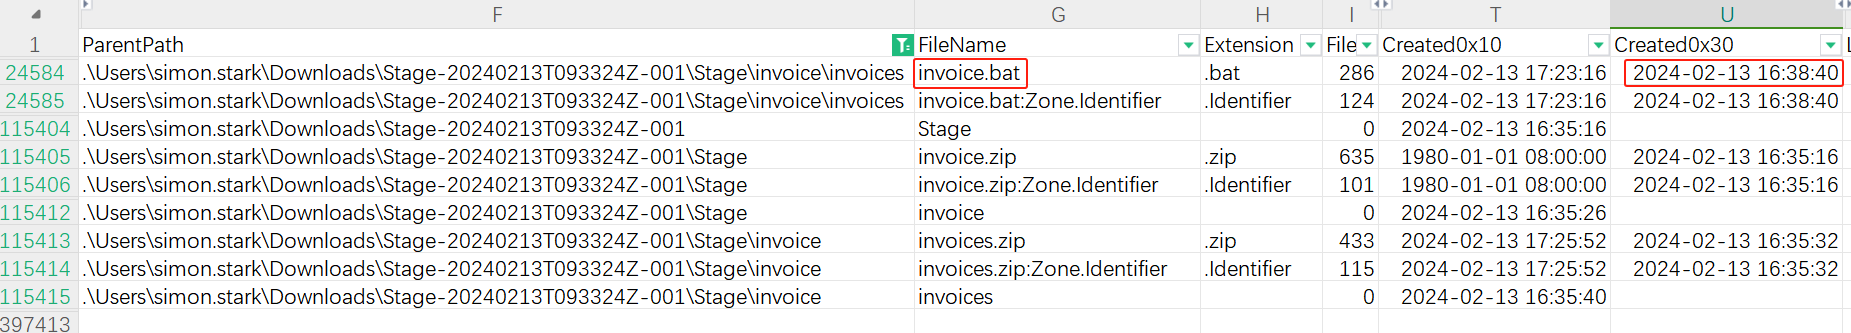 F G H I T U
1 ParentPath FileName Extension File Created0x10 Created0x30
24584 .\Users\simon.stark\Downloads\Stage-20240213T093324Z-001\Stage\invoice\invoices invoice.bat .bat 286 2024-02-13 17:23:16 2024-02-13 16:38:40
24585 .\Users\simon.stark\Downloads\Stage-20240213T093324Z-001\Stage\invoice\invoices invoice.bat:Zone.Identifier .Identifier 124 2024-02-13 17:23:16 2024-02-13 16:38:40
115404 .\Users\simon.stark\Downloads\Stage-20240213T093324Z-001 Stage 0 2024-02-13 16:35:16
115405 .\Users\simon.stark\Downloads\Stage-20240213T093324Z-001\Stage invoice.zip .zip 635 1980-01-01 08:00:00 2024-02-13 16:35:16
115406 .\Users\simon.stark\Downloads\Stage-20240213T093324Z-001\Stage invoice.zip:Zone.Identifier .Identifier 101 1980-01-01 08:00:00 2024-02-13 16:35:16
115412 .\Users\simon.stark\Downloads\Stage-20240213T093324Z-001\Stage invoice 0 2024-02-13 16:35:26
115413 .\Users\simon.stark\Downloads\Stage-20240213T093324Z-001\Stage\invoice invoices.zip .zip 433 2024-02-13 17:25:52 2024-02-13 16:35:32
115414 .\Users\simon.stark\Downloads\Stage-20240213T093324Z-001\Stage\invoice invoices.zip:Zone.Identifier .Identifier 115 2024-02-13 17:25:52 2024-02-13 16:35:32
115415 .\Users\simon.stark\Downloads\Stage-20240213T093324Z-001\Stage\invoice invoices 0 2024-02-13 16:35:40
397413